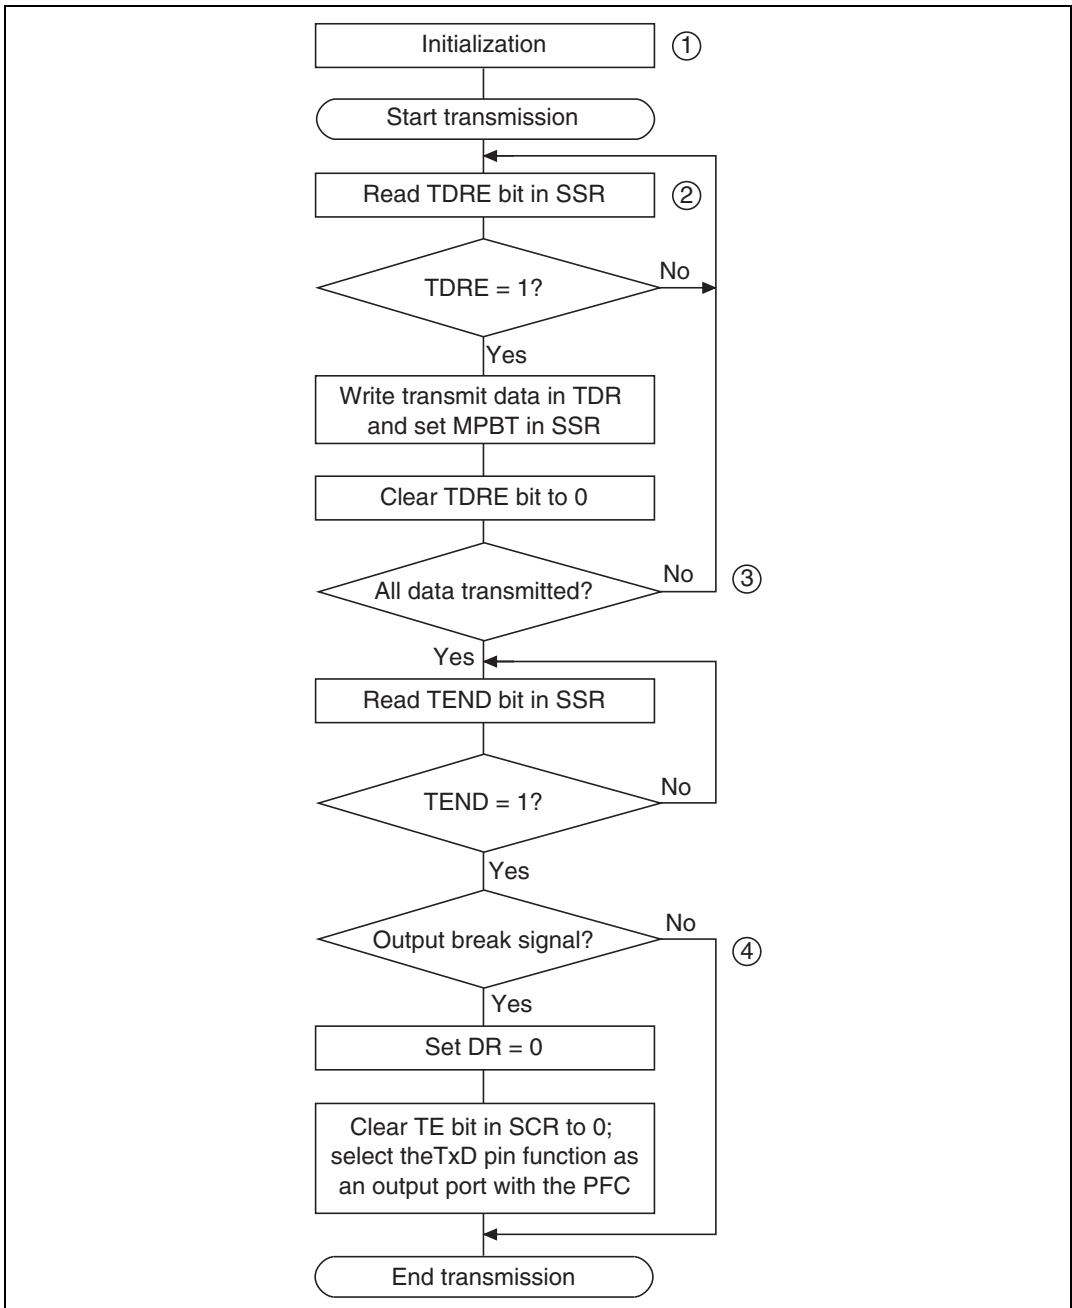 Initialization
①
Start transmission
Read TDRE bit in SSR
②
TDRE = 1?
No
Yes
Write transmit data in TDR
and set MPBT in SSR
Clear TDRE bit to 0
All data transmitted?
No
③
Yes
Read TEND bit in SSR
TEND = 1?
No
Yes
Output break signal?
No
④
Yes
Set DR = 0
Clear TE bit in SCR to 0;
select theTxD pin function as
an output port with the PFC
End transmission